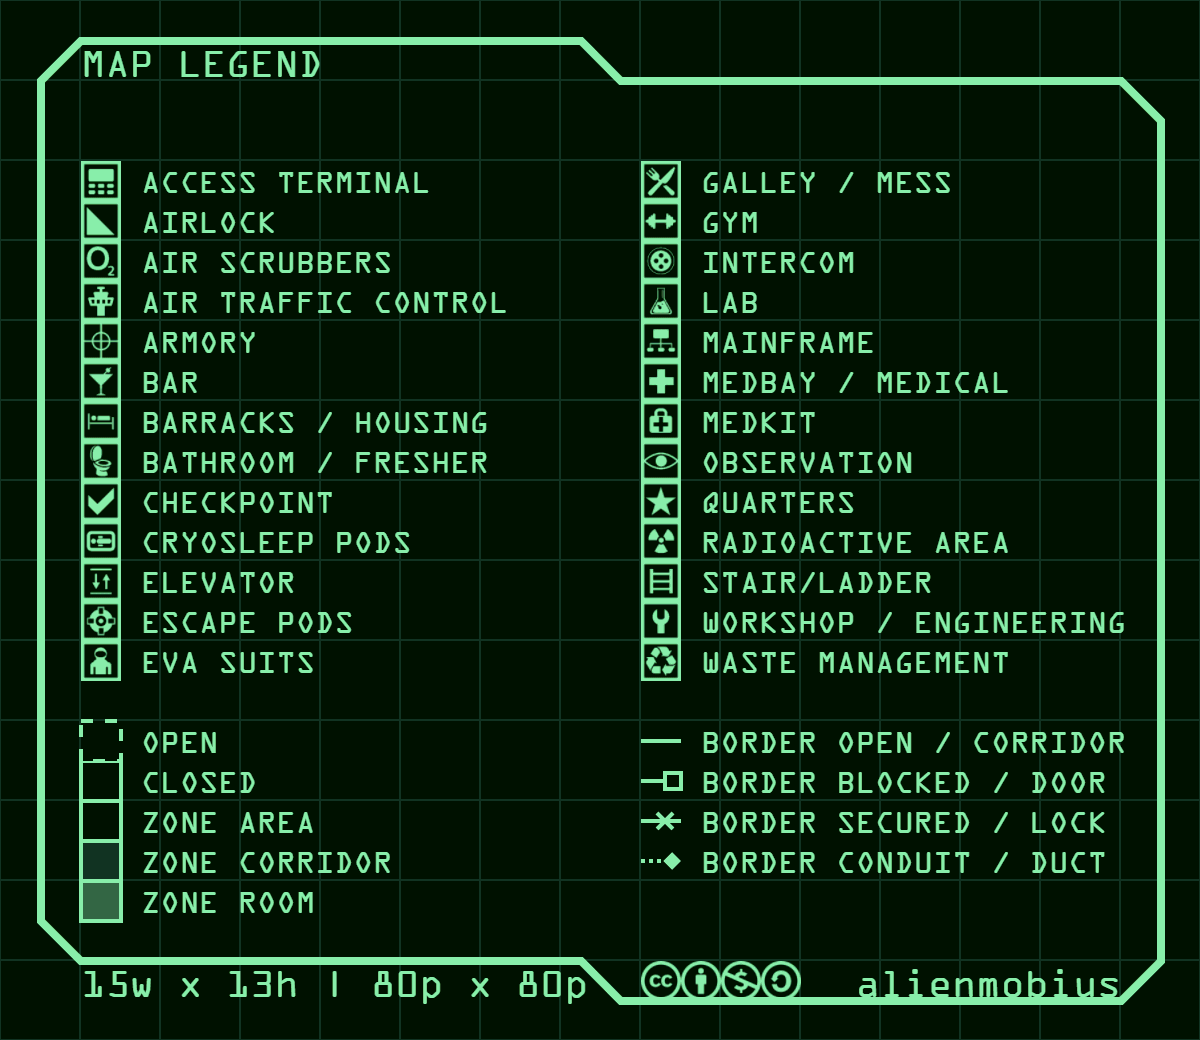 MAP LEGEND
ACCESS TERMINAL
AIRLOCK
O2
AIR SCRUBBERS
AIR TRAFFIC CONTROL
ARMORY
BAR
BARRACKS / HOUSING
BATHROOM / FRESHER
CHECKPOINT
CRYOSLEEP PODS
ELEVATOR
ESCAPE PODS
EVA SUITS
GALLEY / MESS
GYM
INTERCOM
LAB
MAINFRAME
MEDBAY / MEDICAL
MEDKIT
OBSERVATION
QUARTERS
RADIOACTIVE AREA
STAIR/LADDER
WORKSHOP / ENGINEERING
WASTE MANAGEMENT
OPEN
CLOSED
ZONE AREA
ZONE CORRIDOR
ZONE ROOM
BORDER OPEN / CORRIDOR
BORDER BLOCKED / DOOR
BORDER SECURED / LOCK
BORDER CONDUIT / DUCT
15w x 13h | 80p x 80p
cc $
alienmobius